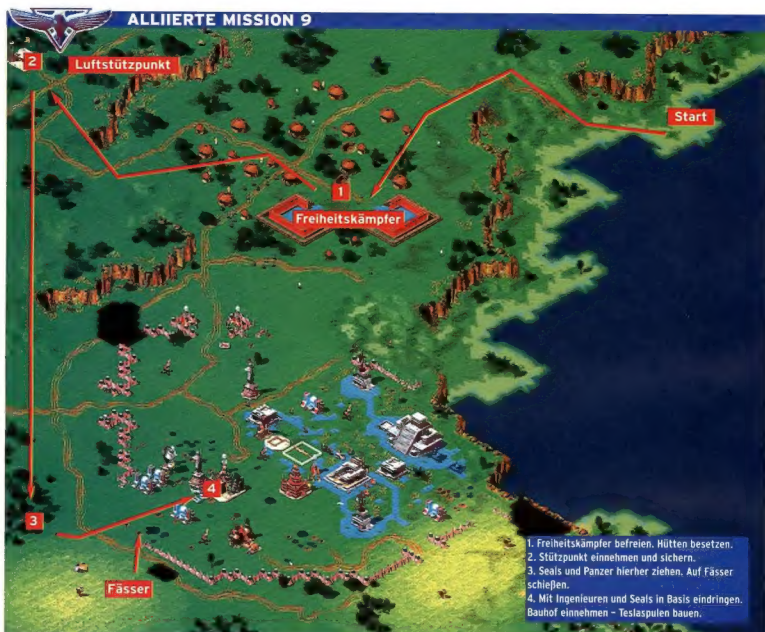 ALLIIERTE MISSION 9
2
Luftstützpunkt
Start
1
Freiheitskämpfer
4
3
Fässer
1. Freiheitskämpfer befreien. Hütten besetzen.
2. Stützpunkt einnehmen und sichern.
3. Seals und Panzer hierher ziehen. Auf Fässer
schießen.
4. Mit Ingenieuren und Seals in Basis eindringen.
Bauhof einnehmen – Teslaspulen bauen.